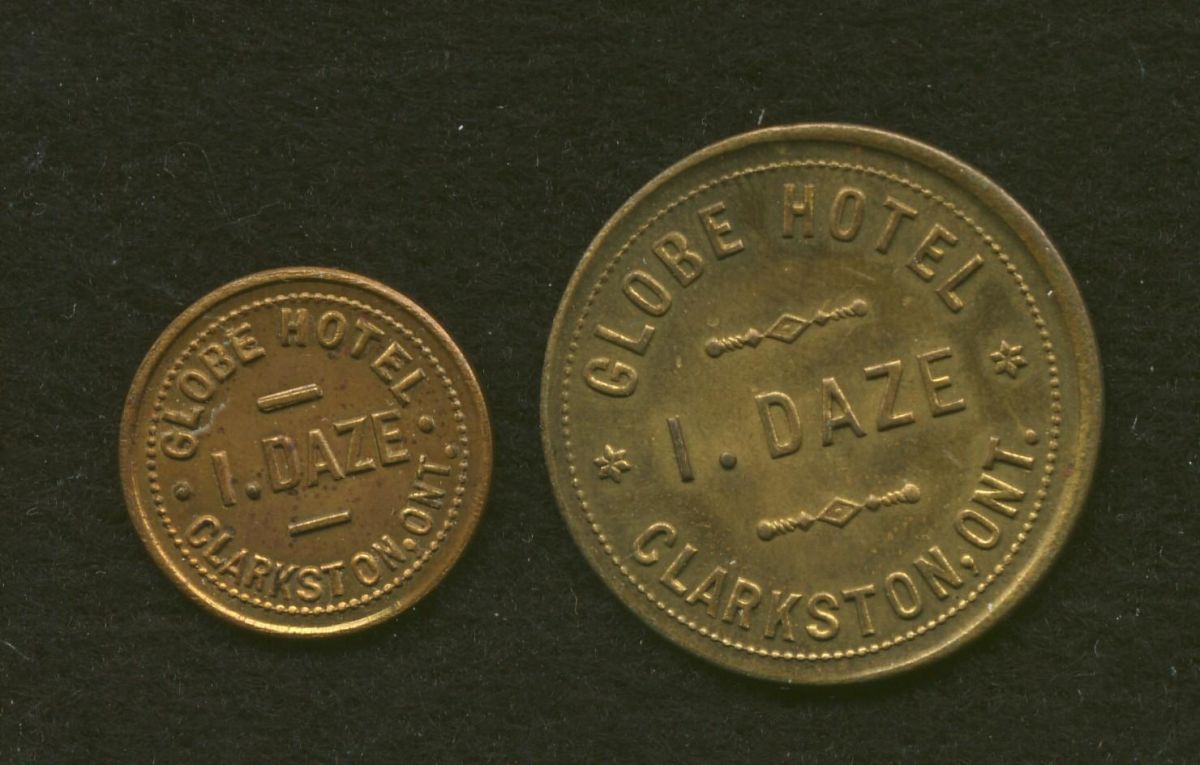 GLOBE HOTEL
I. DAZE
CLARKSTON, ONT.
GLOBE HOTEL
I. DAZE
CLARKSTON, ONT.